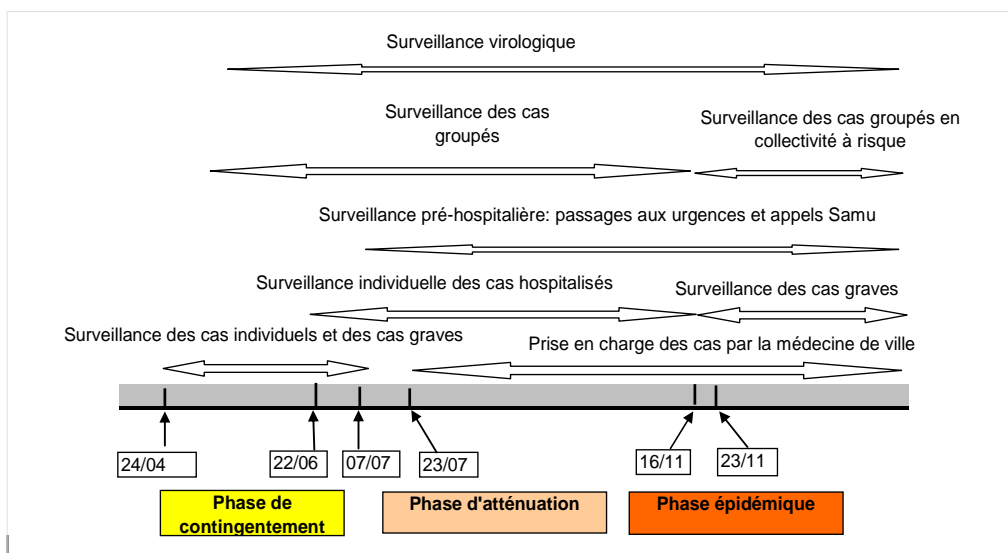 Surveillance virologique
Surveillance des cas
groupés
Surveillance des cas groupés en
collectivité à risque
Surveillance pré-hospitalière: passages aux urgences et appels Samu
Surveillance individuelle des cas hospitalisés
Surveillance des cas graves
Surveillance des cas individuels et des cas graves
Prise en charge des cas par la médecine de ville
24/04
22/06
07/07
23/07
16/11
23/11
Phase de
contingentement
Phase d'atténuation
Phase épidémique